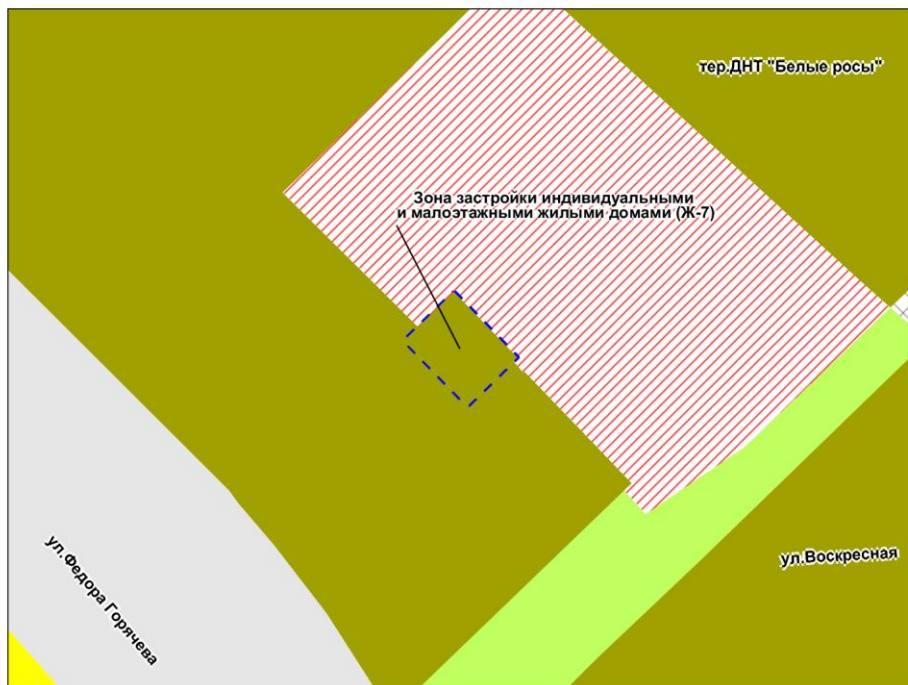 тер.ДНТ "Белые росы"
Зона застройки индивидуальными
и малоэтажными жилыми домами (Ж-7)
ул.Воскресная
ул.Федора Горячева